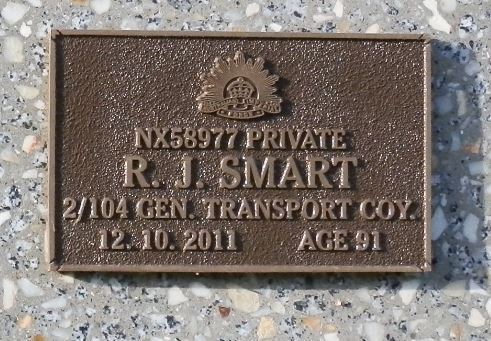 NX58977 PRIVATE
R. J. SMART
2/104 GEN. TRANSPORT COY.
12. 10. 2011 AGE 91